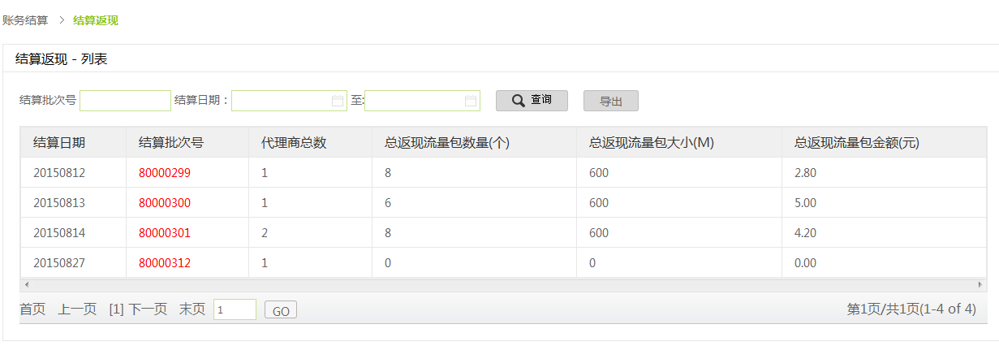 账务结算 > 结算返现
结算返现 - 列表
结算批次号 结算日期： 至: 查询 导出
结算日期 结算批次号 代理商总数 总返现流量包数量(个) 总返现流量包大小(M) 总返现流量包金额(元)
20150812 80000299 1 8 600 2.80
20150813 80000300 1 6 600 5.00
20150814 80000301 2 8 600 4.20
20150827 80000312 1 0 0 0.00
首页 上一页 [1] 下一页 末页 1 GO 第1页/共1页(1-4 of 4)